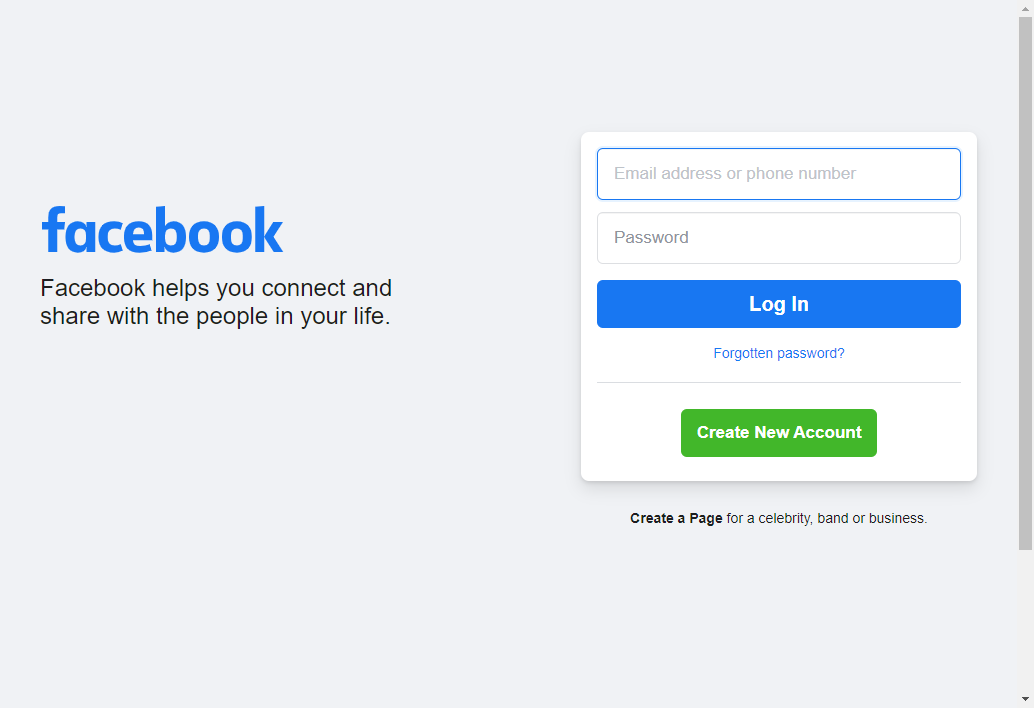 facebook
Facebook helps you connect and
share with the people in your life.
Email address or phone number
Password
Log In
Forgotten password?
Create New Account
Create a Page for a celebrity, band or business.